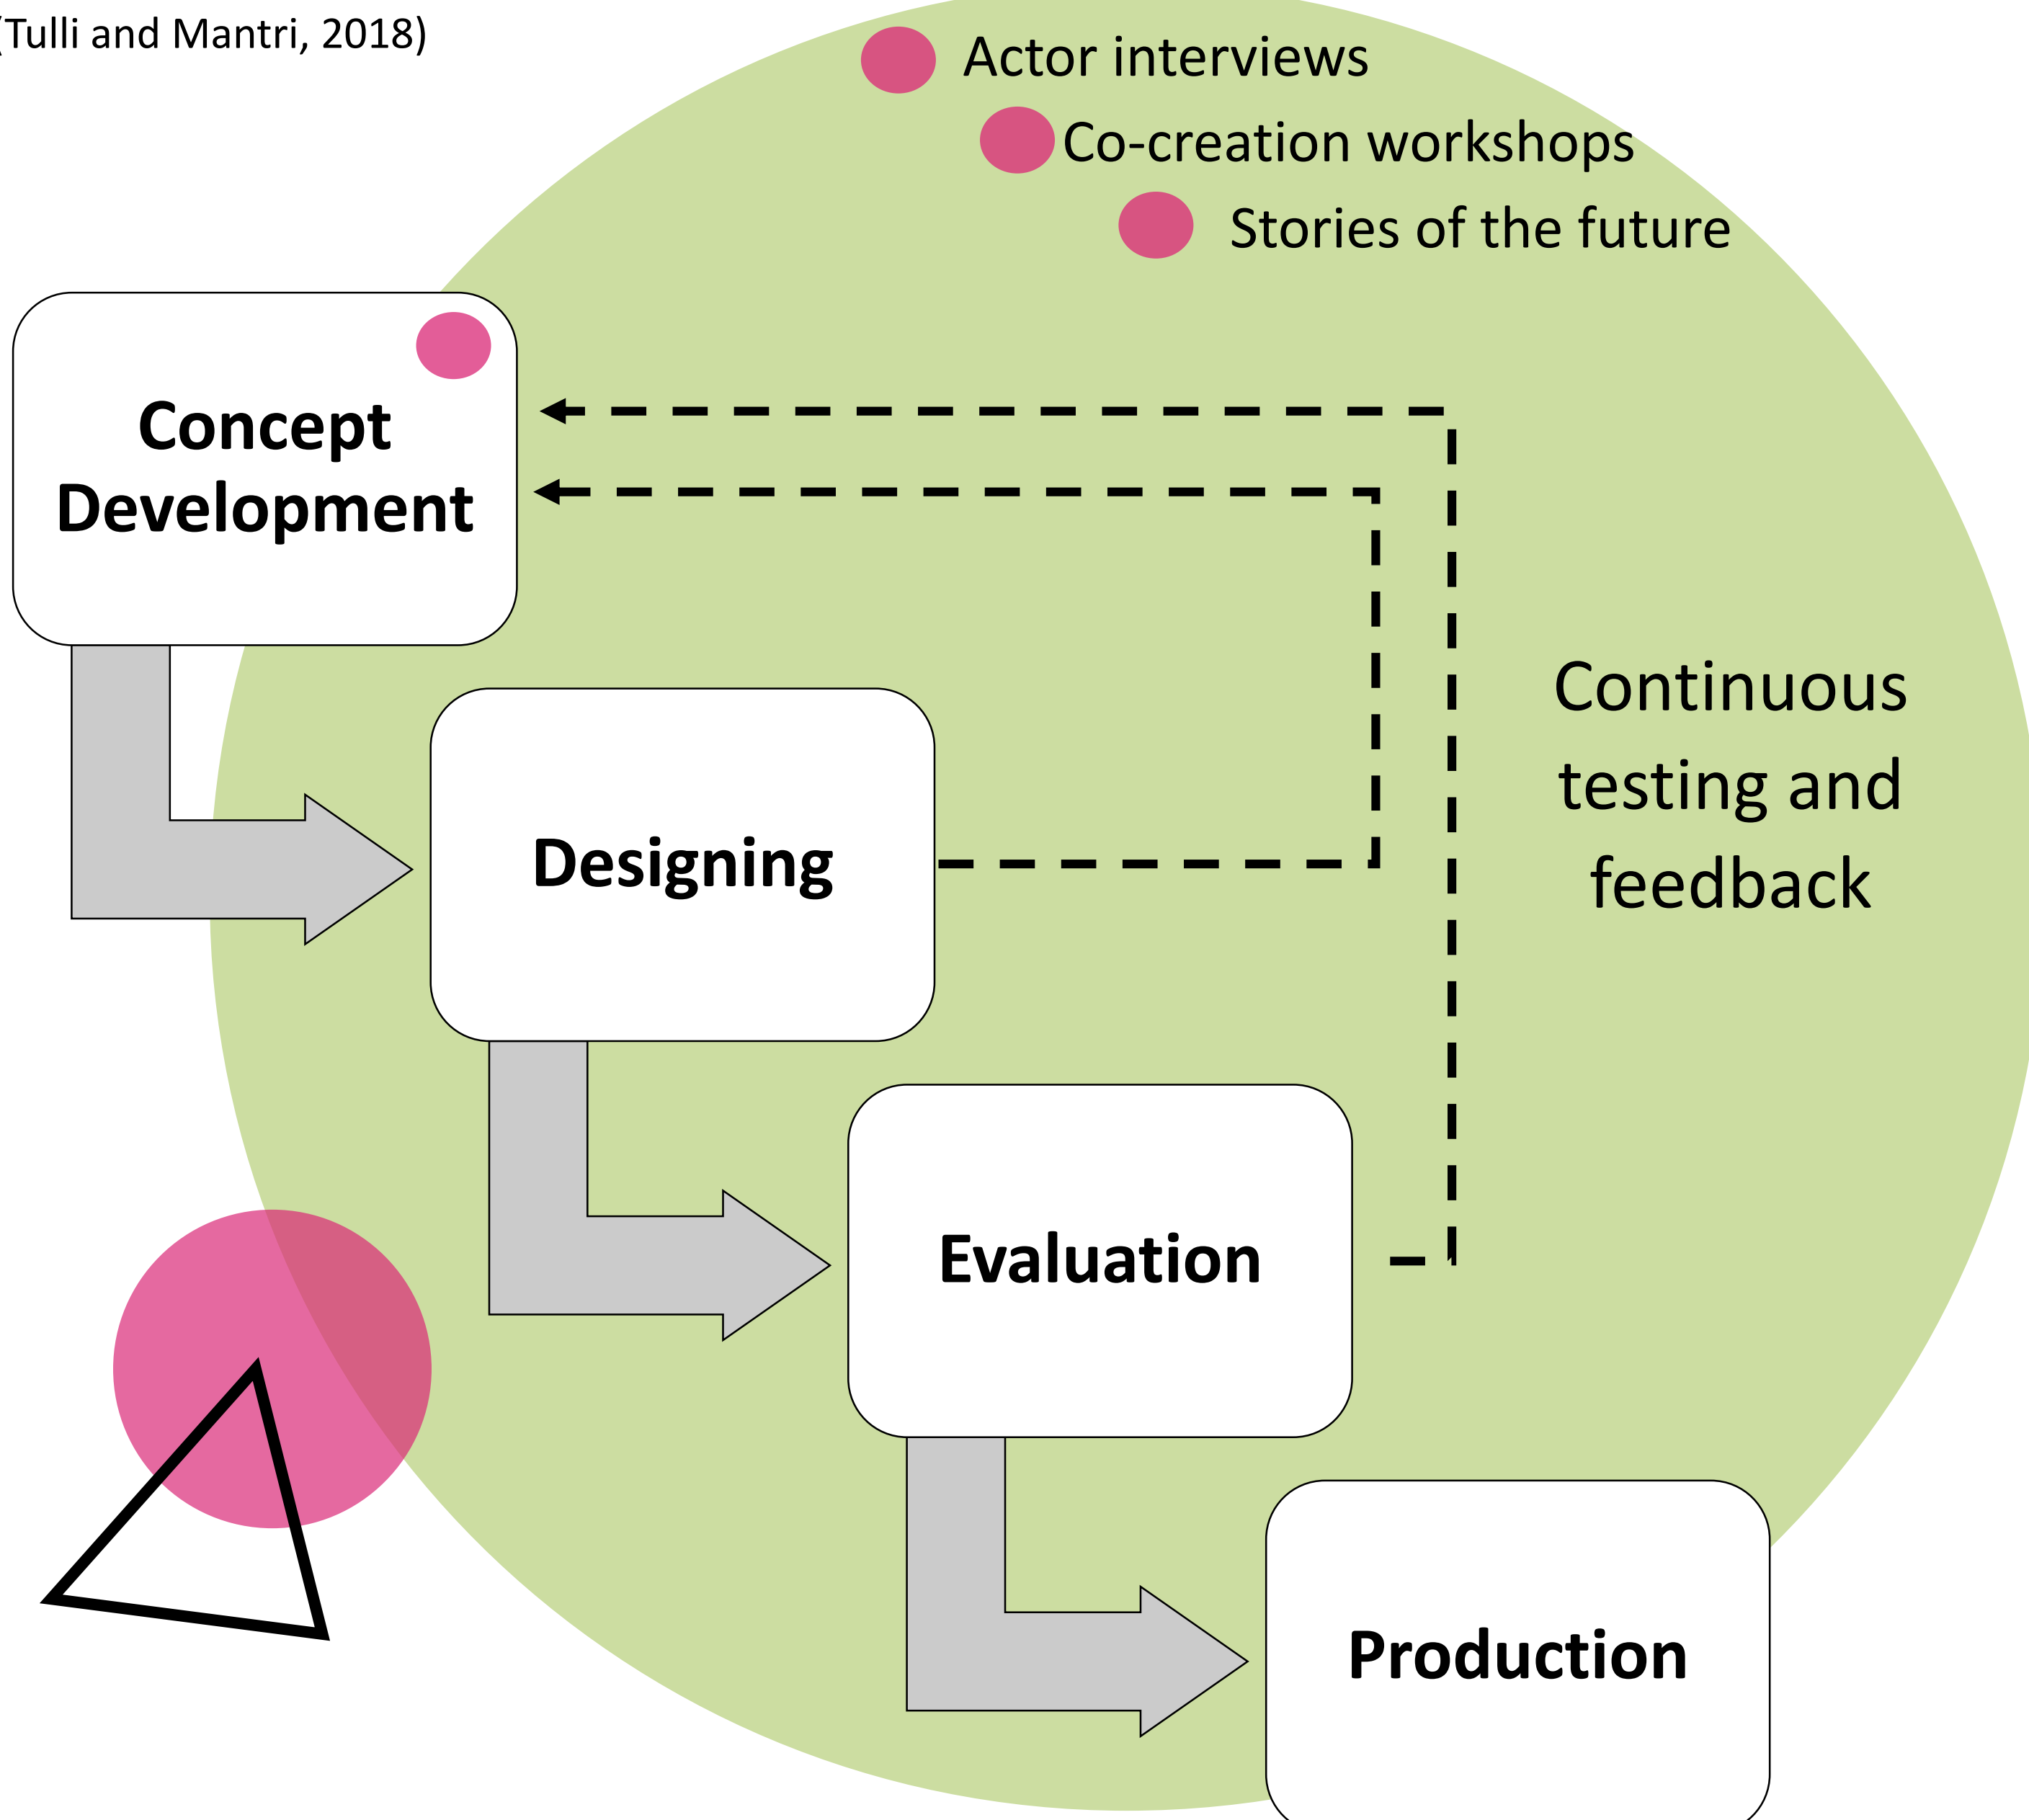 (Tulli and Mantri, 2018)
Actor interviews
Co-creation workshops
Stories of the future
Concept
Development
Designing
Continuous
testing and
feedback
Evaluation
Production